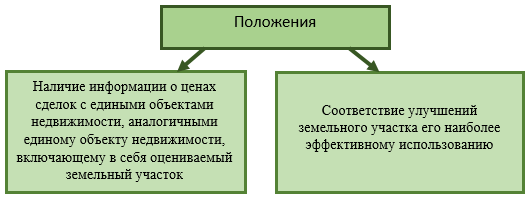 Положения
Наличие информации о ценах
сделок с едиными объектами
недвижимости, аналогичными
единому объекту недвижимости,
включающему в себя оцениваемый
земельный участок
Соответствие улучшений
земельного участка его наиболее
эффективному использованию